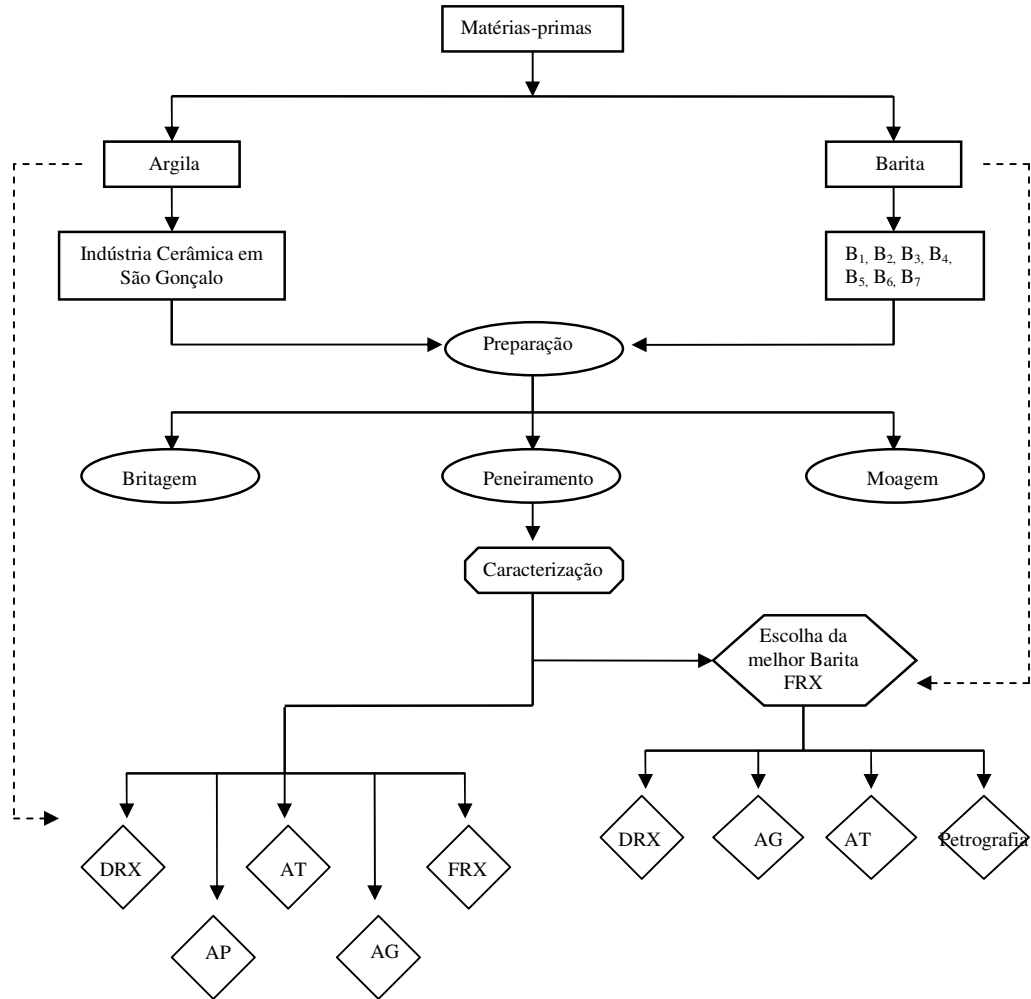 Matérias-primas
Argila
Barita
Indústria Cerâmica em
São Gonçalo
B₁, B₂, B₃, B₄,
B₅, B₆, B₇
Preparação
Britagem
Peneiramento
Moagem
Caracterização
Escolha da
melhor Barita
FRX
DRX
AT
FRX
AP
AG
DRX
AG
AT
Petrografia